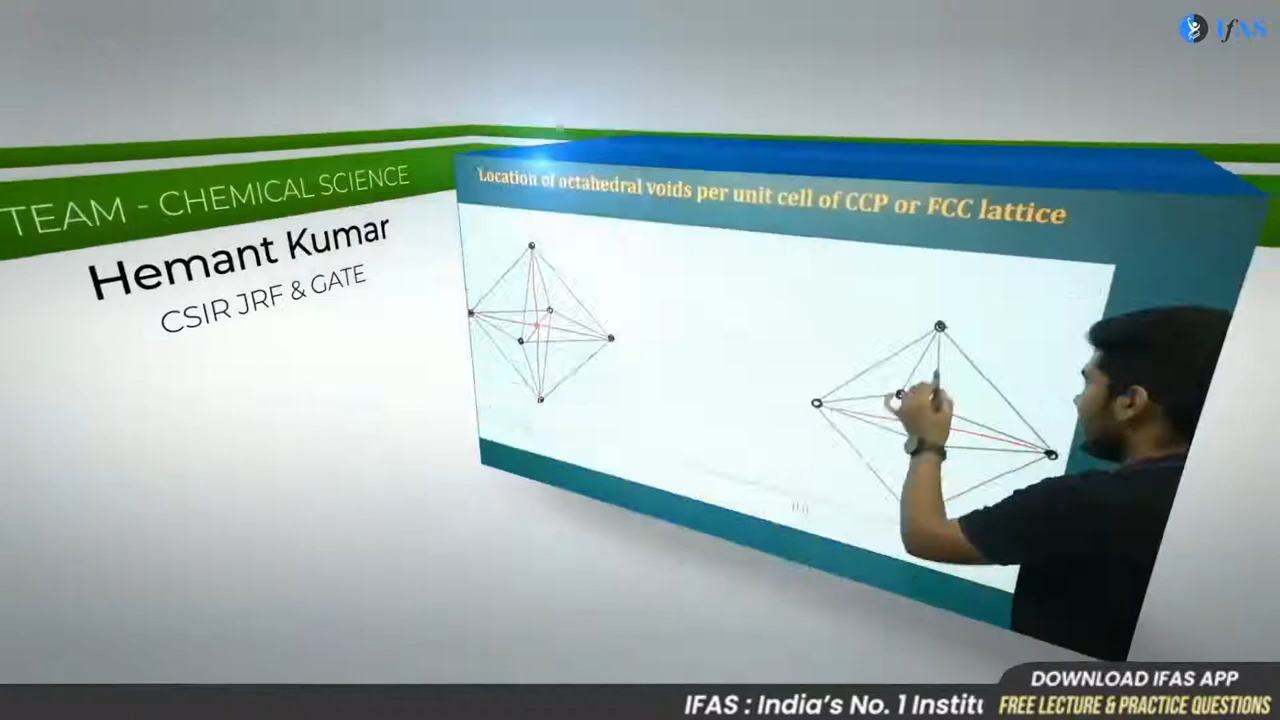 IfAS
TEAM - CHEMICAL SCIENCE
Hemant Kumar
CSIR JRF & GATE
Location of octahedral voids per unit cell of CCP or FCC lattice
DOWNLOAD IFAS APP
IFAS : India's No. 1 Institu
FREE LECTURE & PRACTICE QUESTIONS